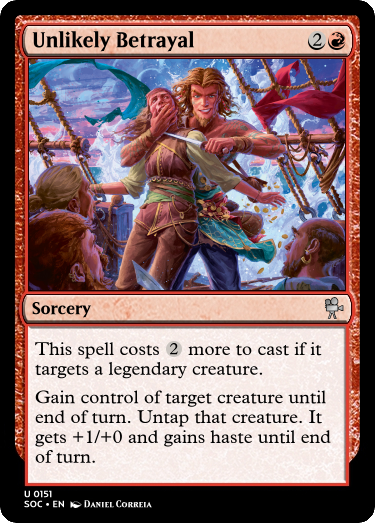 Unlikely Betrayal 2
Sorcery
This spell costs 2 more to cast if it
targets a legendary creature.
Gain control of target creature until
end of turn. Untap that creature. It
gets +1/+0 and gains haste until end
of turn.
U 0151
SOC • EN DANIEL CORREIA